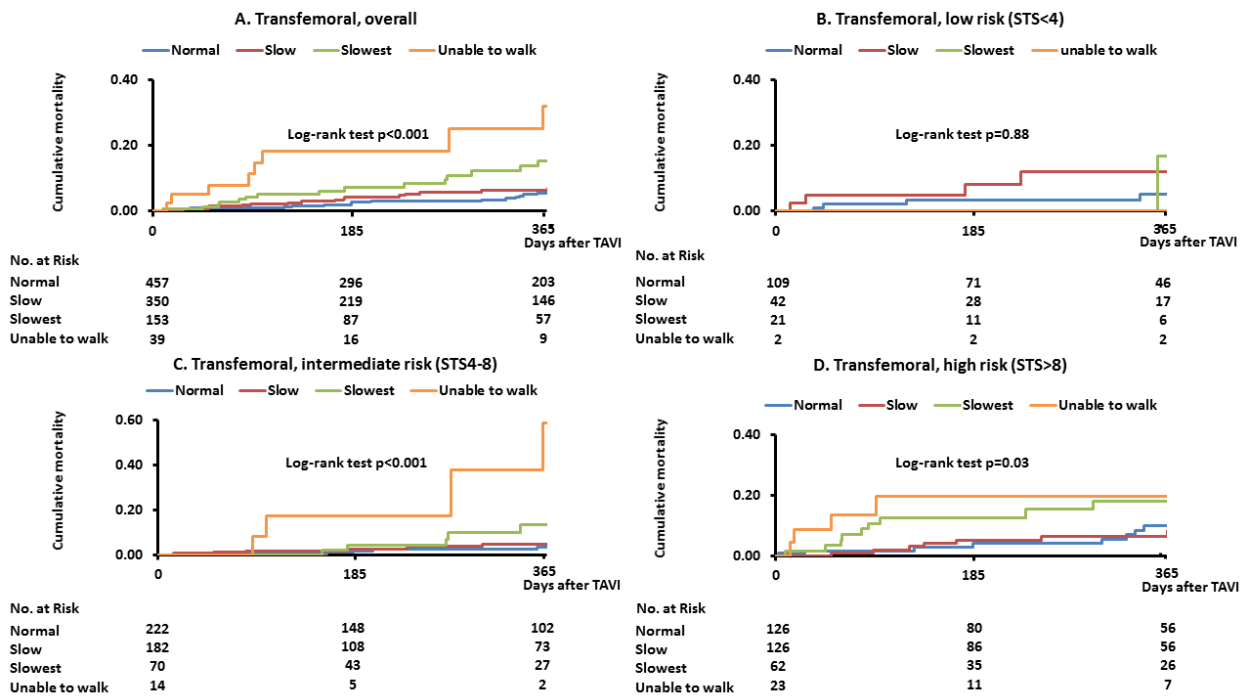 A. Transfemoral, overall
Normal Slow Slowest Unable to walk
Cumulative mortality
0.40
0.20
0.00
Log-rank test p<0.001
0 185 365
Days after TAVI
No. at Risk
Normal 457 296 203
Slow 350 219 146
Slowest 153 87 57
Unable to walk 39 16 9
B. Transfemoral, low risk (STS<4)
Normal Slow Slowest unable to walk
Cumulative mortality
0.40
0.20
0.00
Log-rank test p=0.88
0 185 365
Days after TAVI
No. at Risk
Normal 109 71 46
Slow 42 28 17
Slowest 21 11 6
Unable to walk 2 2 2
C. Transfemoral, intermediate risk (STS4-8)
Normal Slow Slowest Unable to walk
Cumulative mortality
0.60
0.40
0.20
0.00
Log-rank test p<0.001
0 185 365
Days after TAVI
No. at Risk
Normal 222 148 102
Slow 182 108 73
Slowest 70 43 27
Unable to walk 14 5 2
D. Transfemoral, high risk (STS>8)
Normal Slow Slowest Unable to walk
Cumulative mortality
0.40
0.20
0.00
Log-rank test p=0.03
0 185 365
Days after TAVI
No. at Risk
Normal 126 80 56
Slow 126 86 56
Slowest 62 35 26
Unable to walk 23 11 7